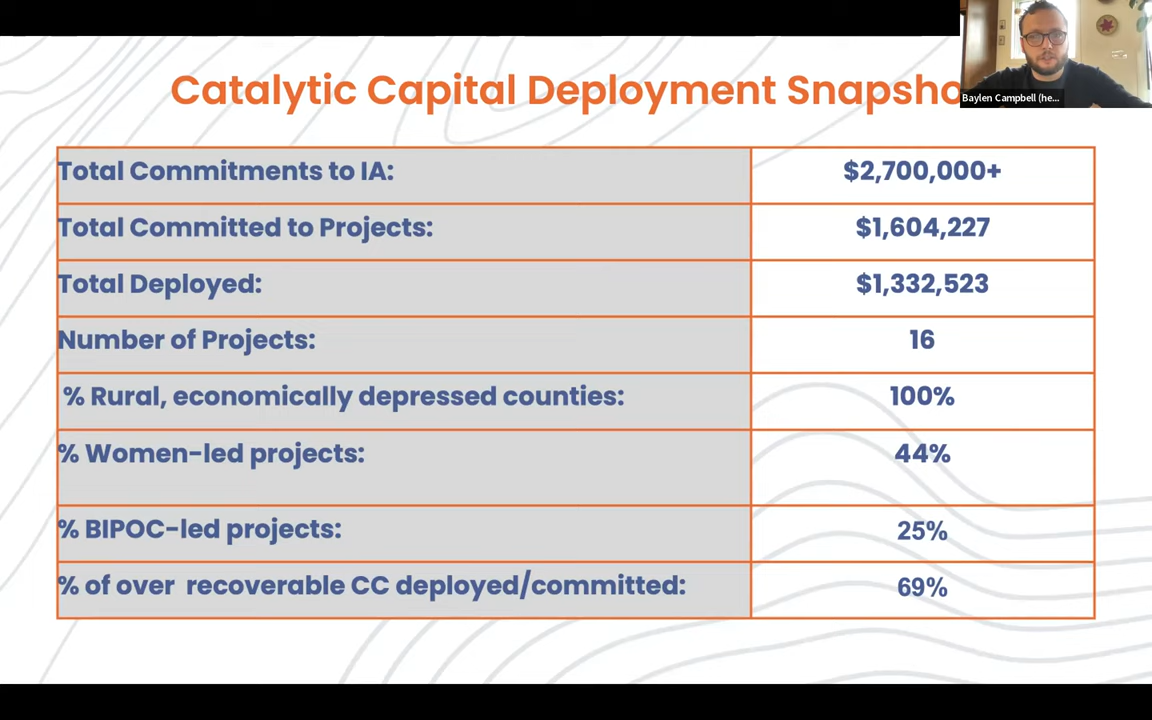 Catalytic Capital Deployment Snapsho
Baylen Campbell (he...
Total Commitments to IA: $2,700,000+
Total Committed to Projects: $1,604,227
Total Deployed: $1,332,523
Number of Projects: 16
% Rural, economically depressed counties: 100%
% Women-led projects: 44%
% BIPOC-led projects: 25%
% of over recoverable CC deployed/committed: 69%